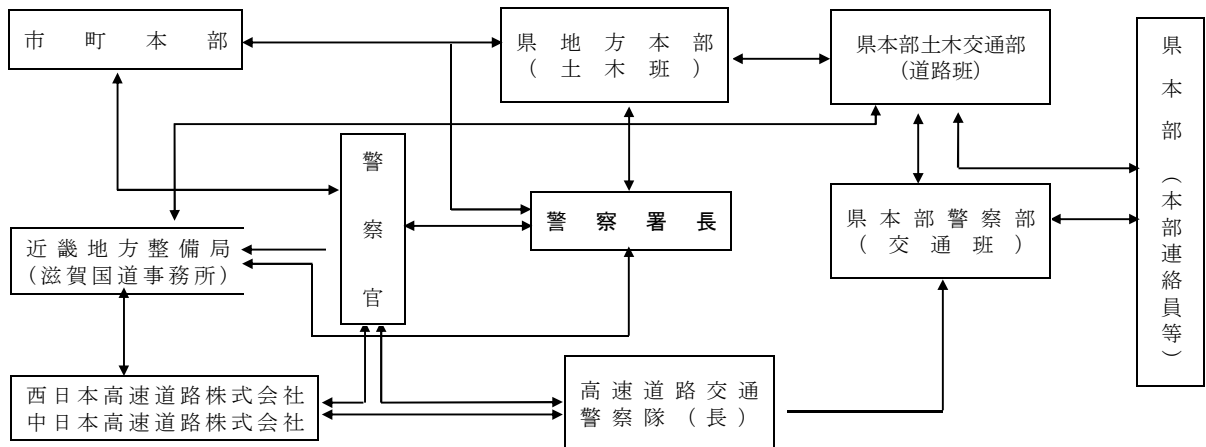 市町本部
県地方本部
(土木班)
県本部土木交通部
(道路班)
県本部(本部連絡員等)
警察官
警察署長
県本部警察部
(交通班)
近畿地方整備局
(滋賀国道事務所)
西日本高速道路株式会社
中日本高速道路株式会社
高速道路交通
警察隊(長)